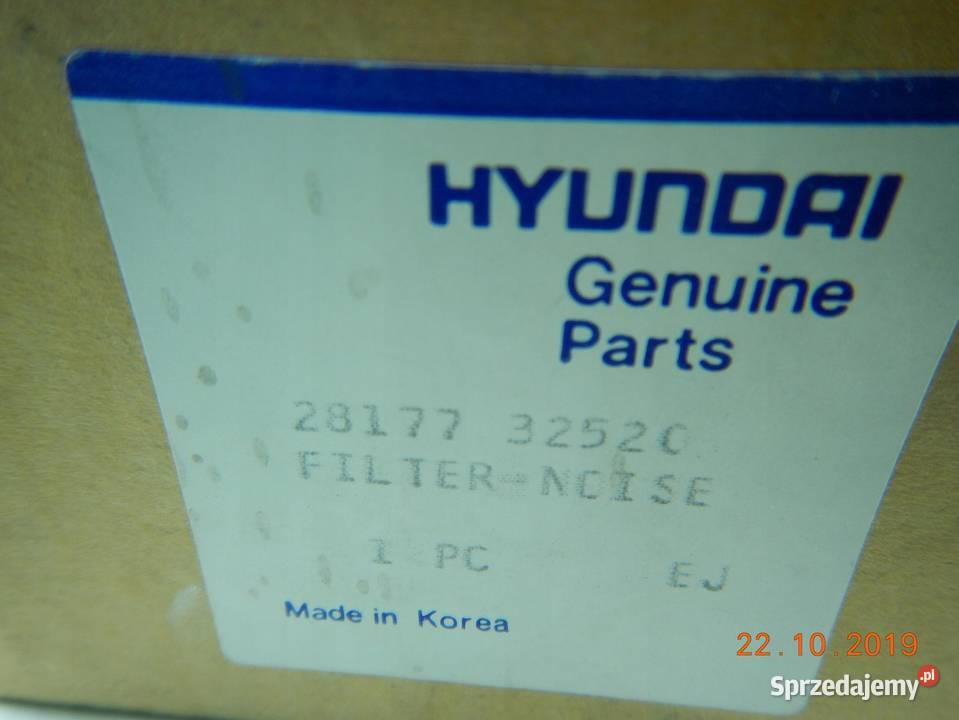 HYUNDAI
Genuine
Parts
28177 32520
FILTER-NOISE
1 PC EJ
Made in Korea
22.10.2019
Sprzedajemy.pl